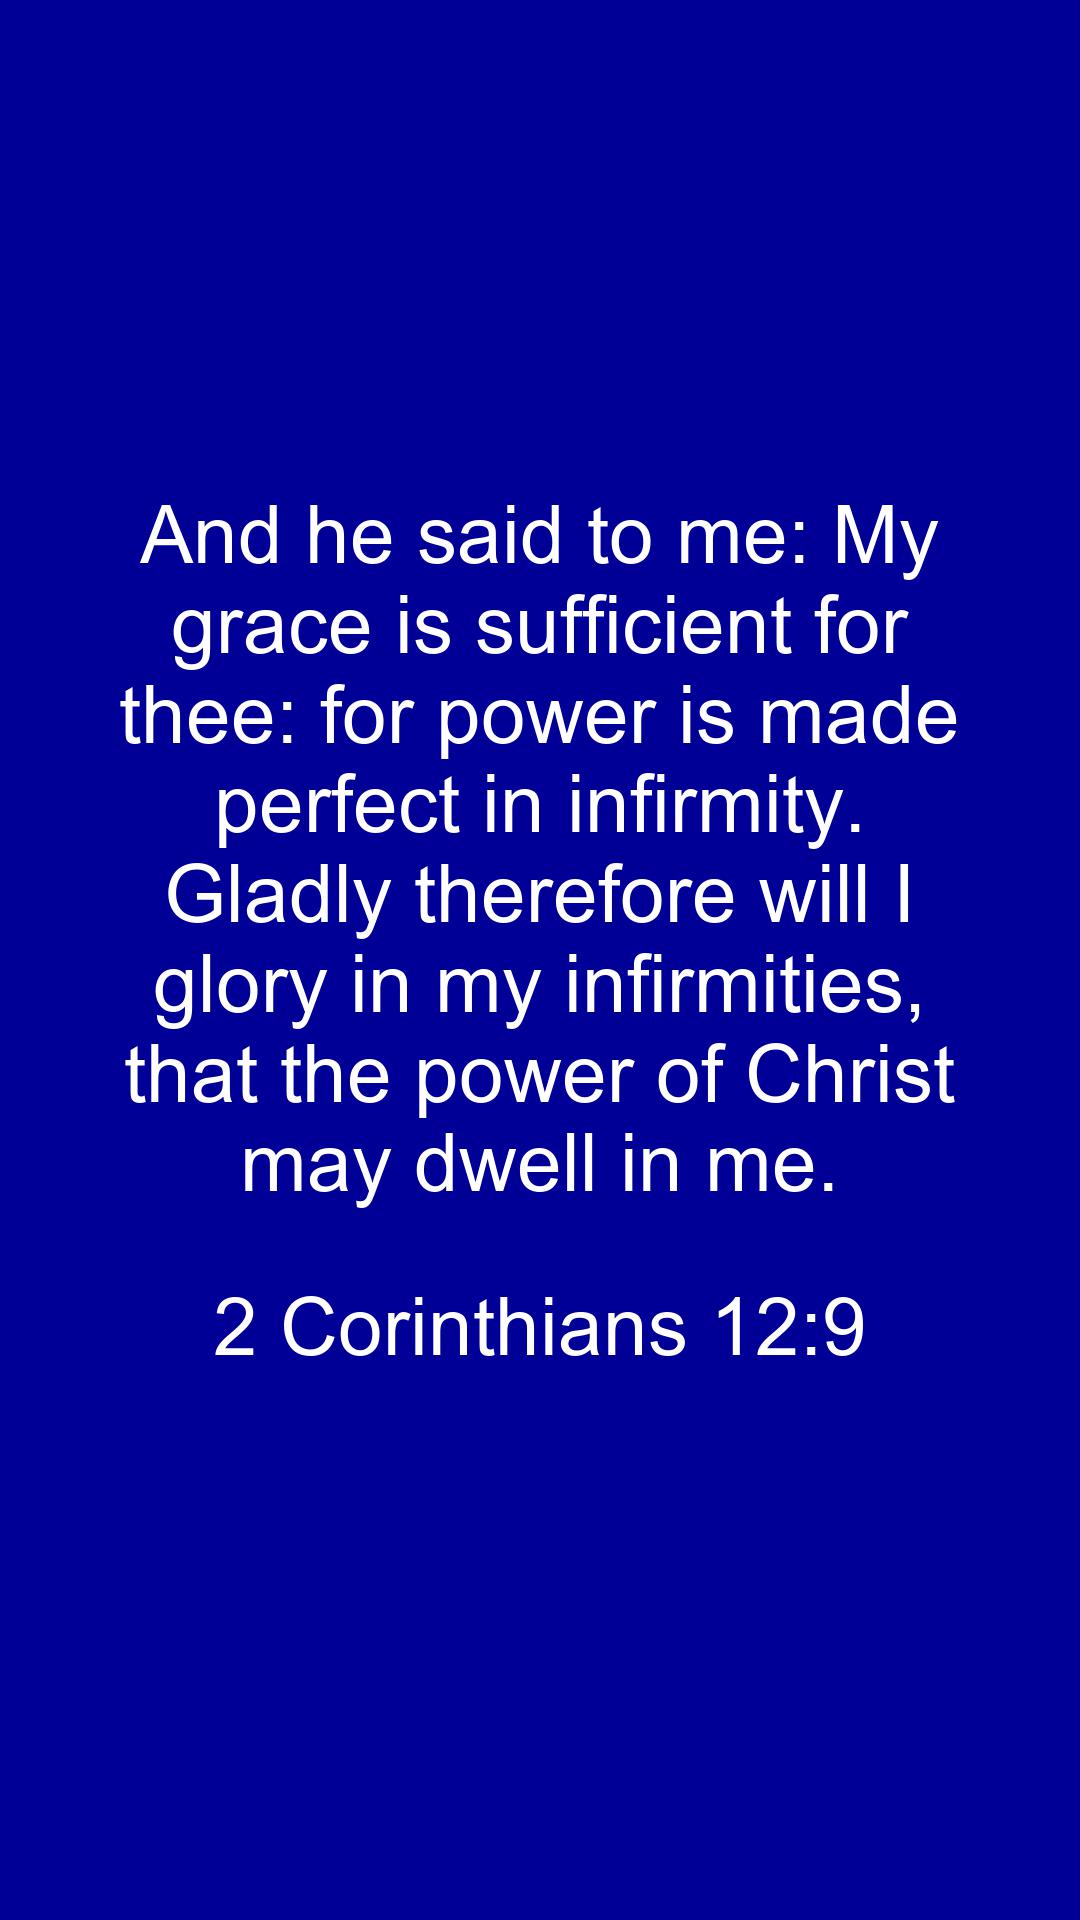 And he said to me: My
grace is sufficient for
thee: for power is made
perfect in infirmity.
Gladly therefore will I
glory in my infirmities,
that the power of Christ
may dwell in me.
2 Corinthians 12:9